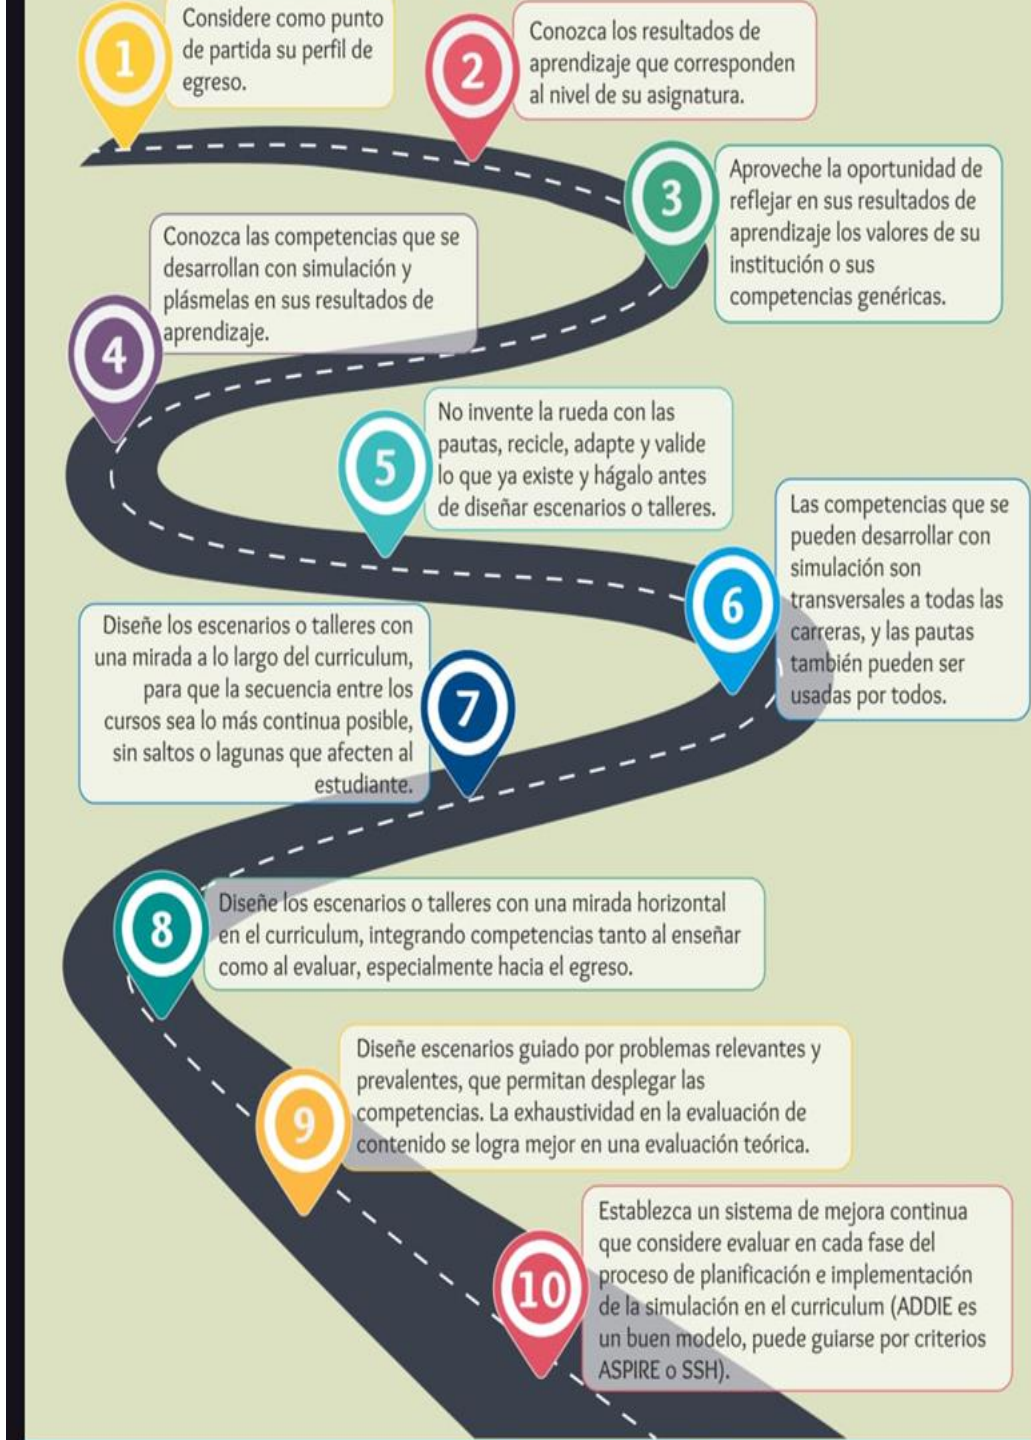 1
Considere como punto
de partida su perfil de
egreso.
2
Conozca los resultados de
aprendizaje que corresponden
al nivel de su asignatura.
3
Aproveche la oportunidad de
reflejar en sus resultados de
aprendizaje los valores de su
institución o sus
competencias genéricas.
4
Conozca las competencias que se
desarrollan con simulación y
plásmelas en sus resultados de
aprendizaje.
5
No invente la rueda con las
pautas, recicle, adapte y valide
lo que ya existe y hágalo antes
de diseñar escenarios o talleres.
6
Las competencias que se
pueden desarrollar con
simulación son
transversales a todas las
carreras, y las pautas
también pueden ser
usadas por todos.
7
Diseñe los escenarios o talleres con
una mirada a lo largo del curriculum,
para que la secuencia entre los
cursos sea lo más continua posible,
sin saltos o lagunas que afecten al
estudiante.
8
Diseñe los escenarios o talleres con una mirada horizontal
en el curriculum, integrando competencias tanto al enseñar
como al evaluar, especialmente hacia el egreso.
9
Diseñe escenarios guiado por problemas relevantes y
prevalentes, que permitan desplegar las
competencias. La exhaustividad en la evaluación de
contenido se logra mejor en una evaluación teórica.
10
Establezca un sistema de mejora continua
que considere evaluar en cada fase del
proceso de planificación e implementación
de la simulación en el curriculum (ADDIE es
un buen modelo, puede guiarse por criterios
ASPIRE o SSH).